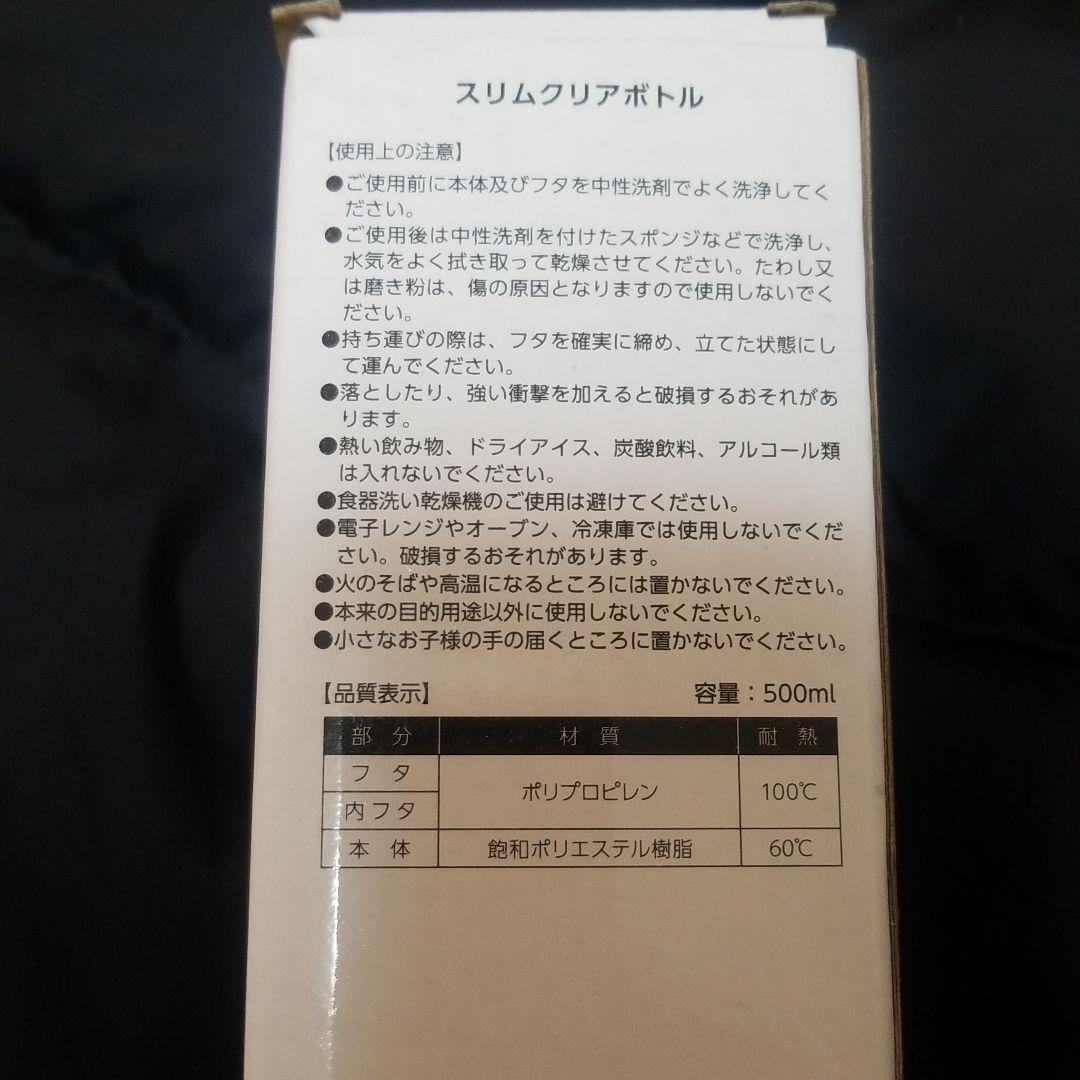 スリムクリアボトル
【使用上の注意】
●ご使用前に本体及びフタを中性洗剤でよく洗浄してく
ださい。
●ご使用後は中性洗剤を付けたスポンジなどで洗浄し、
水気をよく拭き取って乾燥させてください。たわし又
は磨き粉は、傷の原因となりますので使用しないでく
ださい。
●持ち運びの際は、フタを確実に締め、立てた状態にし
て運んでください。
●落としたり、強い衝撃を加えると破損するおそれがあ
ります。
●熱い飲み物、ドライアイス、炭酸飲料、アルコール類
は入れないでください。
●食器洗い乾燥機のご使用は避けてください。
●電子レンジやオーブン、冷凍庫では使用しないでくだ
さい。破損するおそれがあります。
●火のそばや高温になるところには置かないでください。
●本来の目的用途以外に使用しないでください。
●小さなお子様の手の届くところに置かないでください。
【品質表示】 容量：500ml
部分 材質 耐熱
フタ
ポリプロピレン 100℃
内フタ
本体 飽和ポリエステル樹脂 60℃